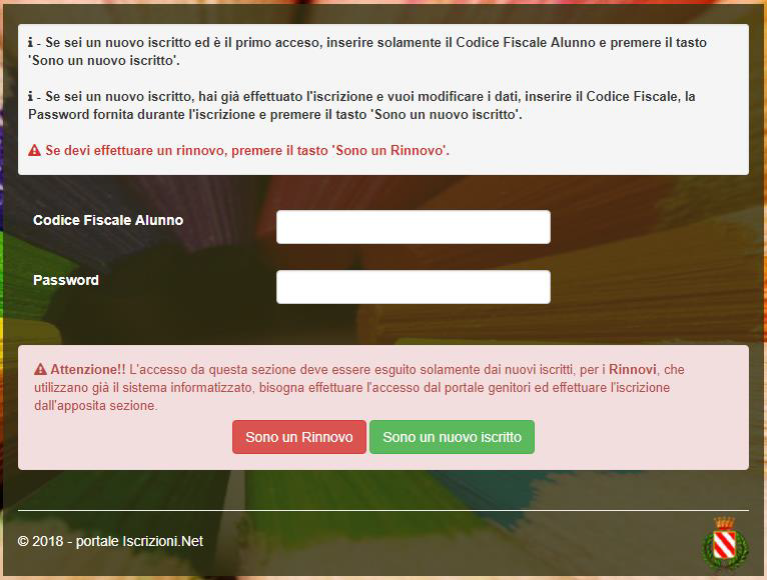 i - Se sei un nuovo iscritto ed è il primo accesso, inserire solamente il Codice Fiscale Alunno e premere il tasto
'Sono un nuovo iscritto'.
i - Se sei un nuovo iscritto, hai già effettuato l'iscrizione e vuoi modificare i dati, inserire il Codice Fiscale, la
Password fornita durante l'iscrizione e premere il tasto 'Sono un nuovo iscritto'.
Se devi effettuare un rinnovo, premere il tasto 'Sono un Rinnovo'.
Codice Fiscale Alunno
Password
Attenzione!! L'accesso da questa sezione deve essere esguito solamente dai nuovi iscritti, per i Rinnovi, che
utilizzano già il sistema informatizzato, bisogna effettuare l'accesso dal portale genitori ed effettuare l'iscrizione
dall'apposita sezione.
Sono un Rinnovo Sono un nuovo iscritto
© 2018 - portale Iscrizioni.Net